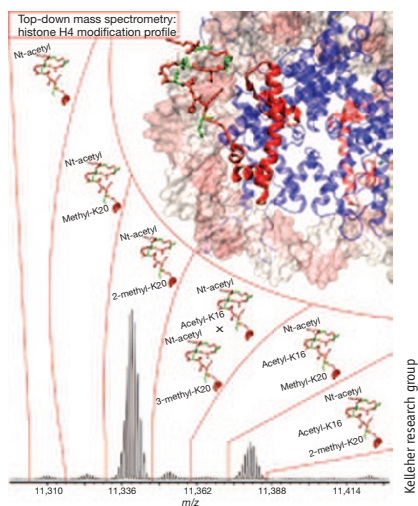 Top-down mass spectrometry:
histone H4 modification profile
Nt-acetyl
Nt-acetyl
Methyl-K20
Nt-acetyl
2-methyl-K20
Nt-acetyl
Acetyl-K16
x
Nt-acetyl
3-methyl-K20
Nt-acetyl
Acetyl-K16
Methyl-K20
Nt-acetyl
Acetyl-K16
2-methyl-K20
11,310 11,336 11,362 11,388 11,414
m/z
Kelleher research group